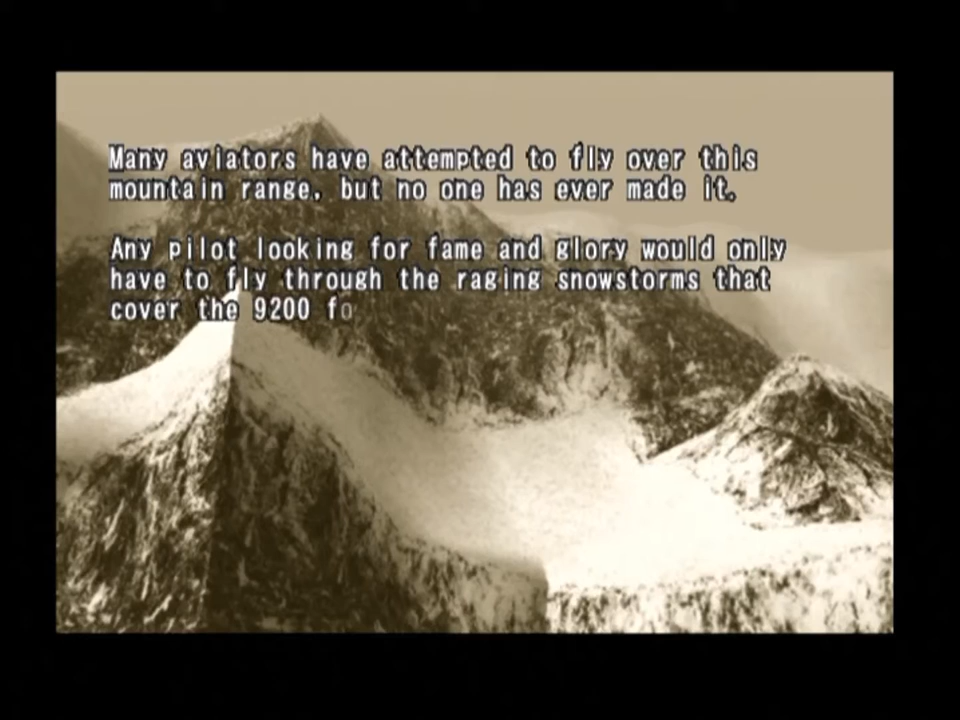 Many aviators have attempted to fly over this
mountain range, but no one has ever made it.
Any pilot looking for fame and glory would only
have to fly through the raging snowstorms that
cover the 9200 fo